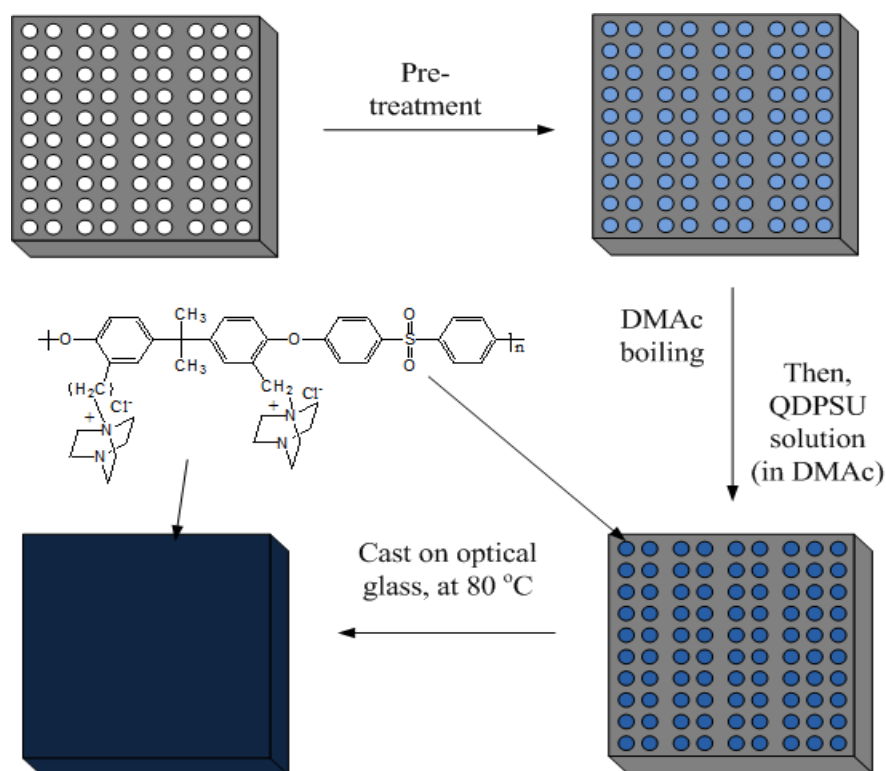 Pre-
treatment
DMAc
boiling
Then,
QDPSU
solution
(in DMAc)
O
CH₃
CH₃
O
O
S
O
n
(H₂C)
Cl⁻
+
N
N
CH₂
Cl⁻
+
N
N
Cast on optical
glass, at 80 °C